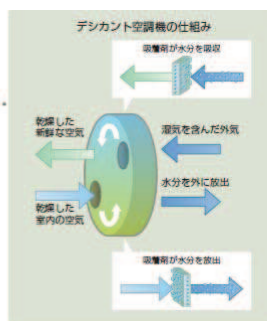 デシカント空調機の仕組み
吸着剤が水分を吸収
乾燥した
新鮮な空気
湿気を含んだ外気
乾燥した
室内の空気
水分を外に放出
吸着剤が水分を放出